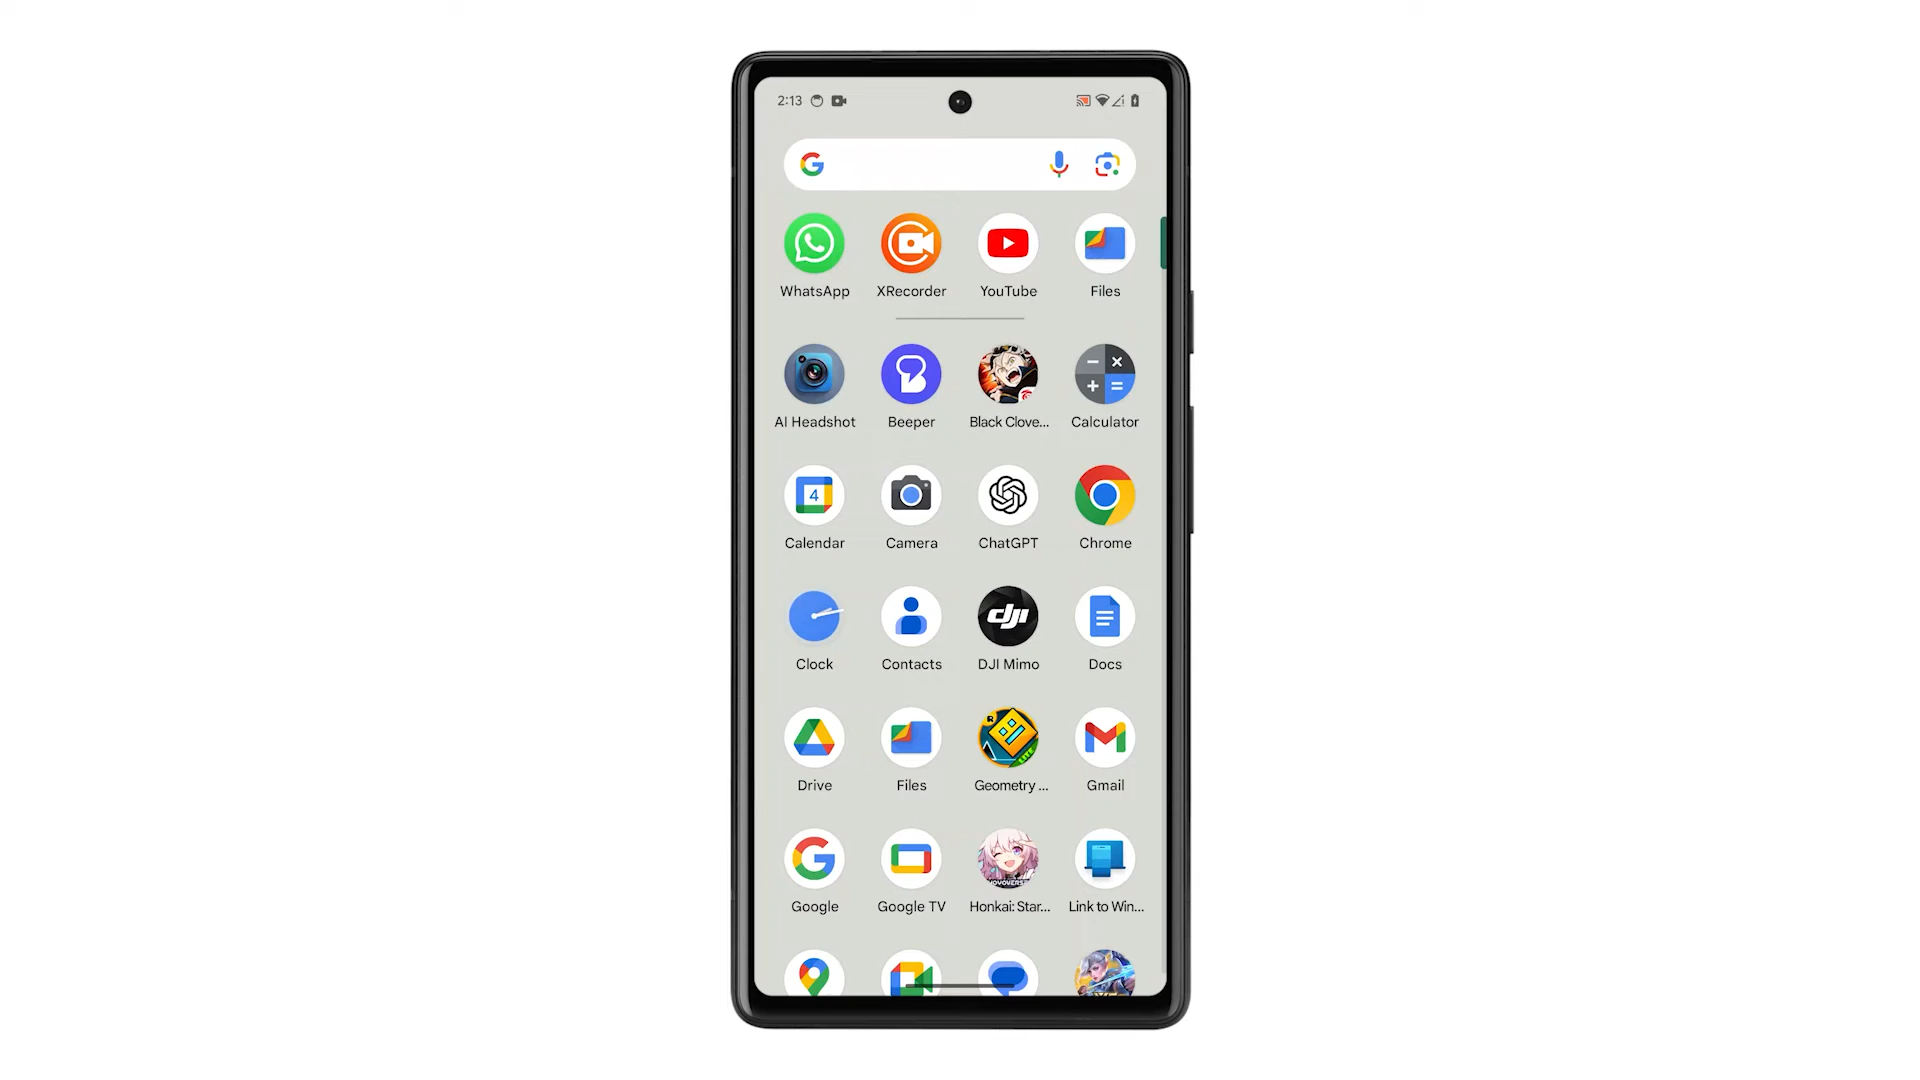 2:13
WhatsApp XRecorder YouTube Files
AI Headshot Beeper Black Clove... Calculator
4
Calendar Camera ChatGPT Chrome
dji
Clock Contacts DJI Mimo Docs
R
LITE
Drive Files Geometry ... Gmail
Google Google TV Honkai: Star... Link to Win...